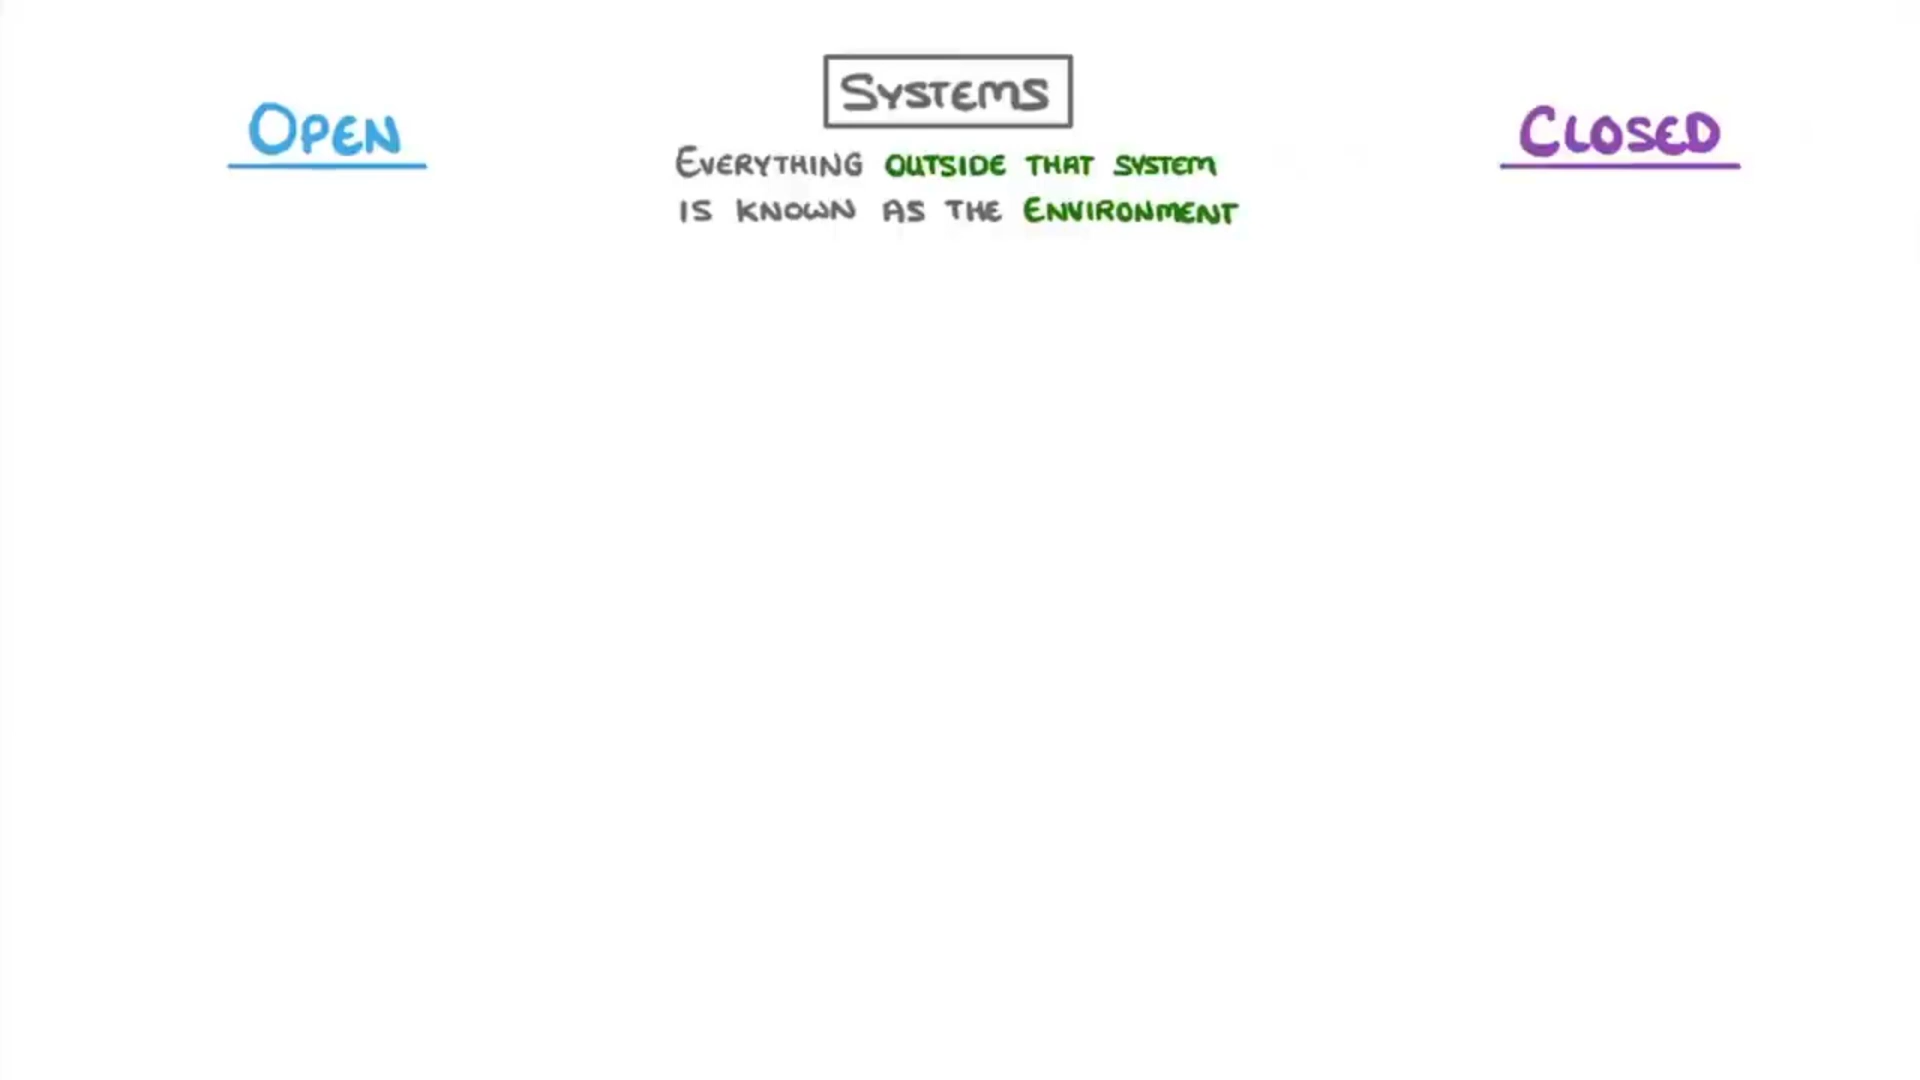 Systems
Open
Closed
Everything outside that system
is known as the Environment